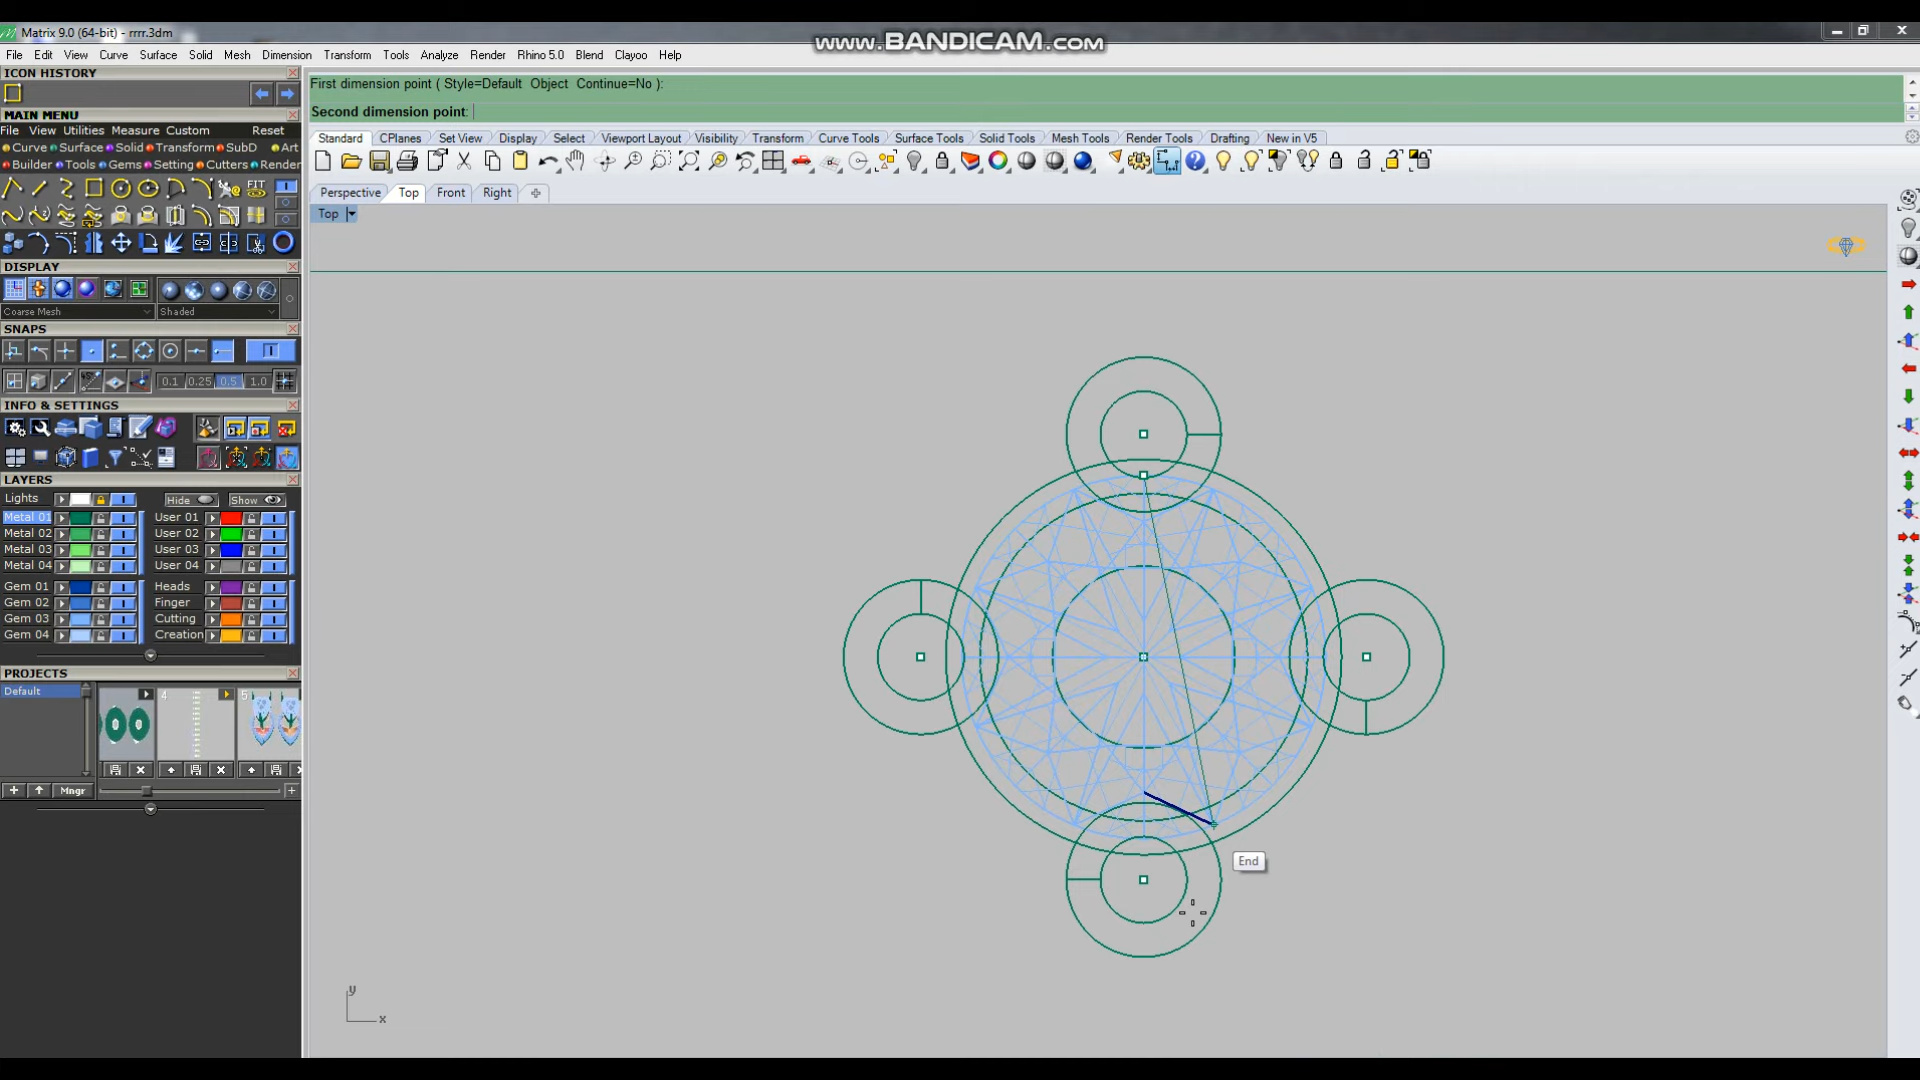 Matrix 9.0 (64-bit) - rrrr.3dm
www.BANDICAM.com
File Edit View Curve Surface Solid Mesh Dimension Transform Tools Analyze Render Rhino 5.0 Blend Clayoo Help
ICON HISTORY
First dimension point ( Style=Default Object Continue=No ):
Second dimension point:
MAIN MENU
File View Utilities Measure Custom Reset
Curve Surface Solid Transform SubD Art
Builder Tools Gems Setting Cutters Render
Standard CPlanes Set View Display Select Viewport Layout Visibility Transform Curve Tools Surface Tools Solid Tools Mesh Tools Render Tools Drafting New in V5
FIT
Perspective Top Front Right
Top
DISPLAY
Coarse Mesh Shaded
SNAPS
0.1 0.25 0.5 1.0
INFO & SETTINGS
LAYERS
Lights Hide Show
Metal 01 User 01
Metal 02 User 02
Metal 03 User 03
Metal 04 User 04
Gem 01 Heads
Gem 02 Finger
Gem 03 Cutting
Gem 04 Creation
PROJECTS
Default 4 5
Mngr
End
y
x